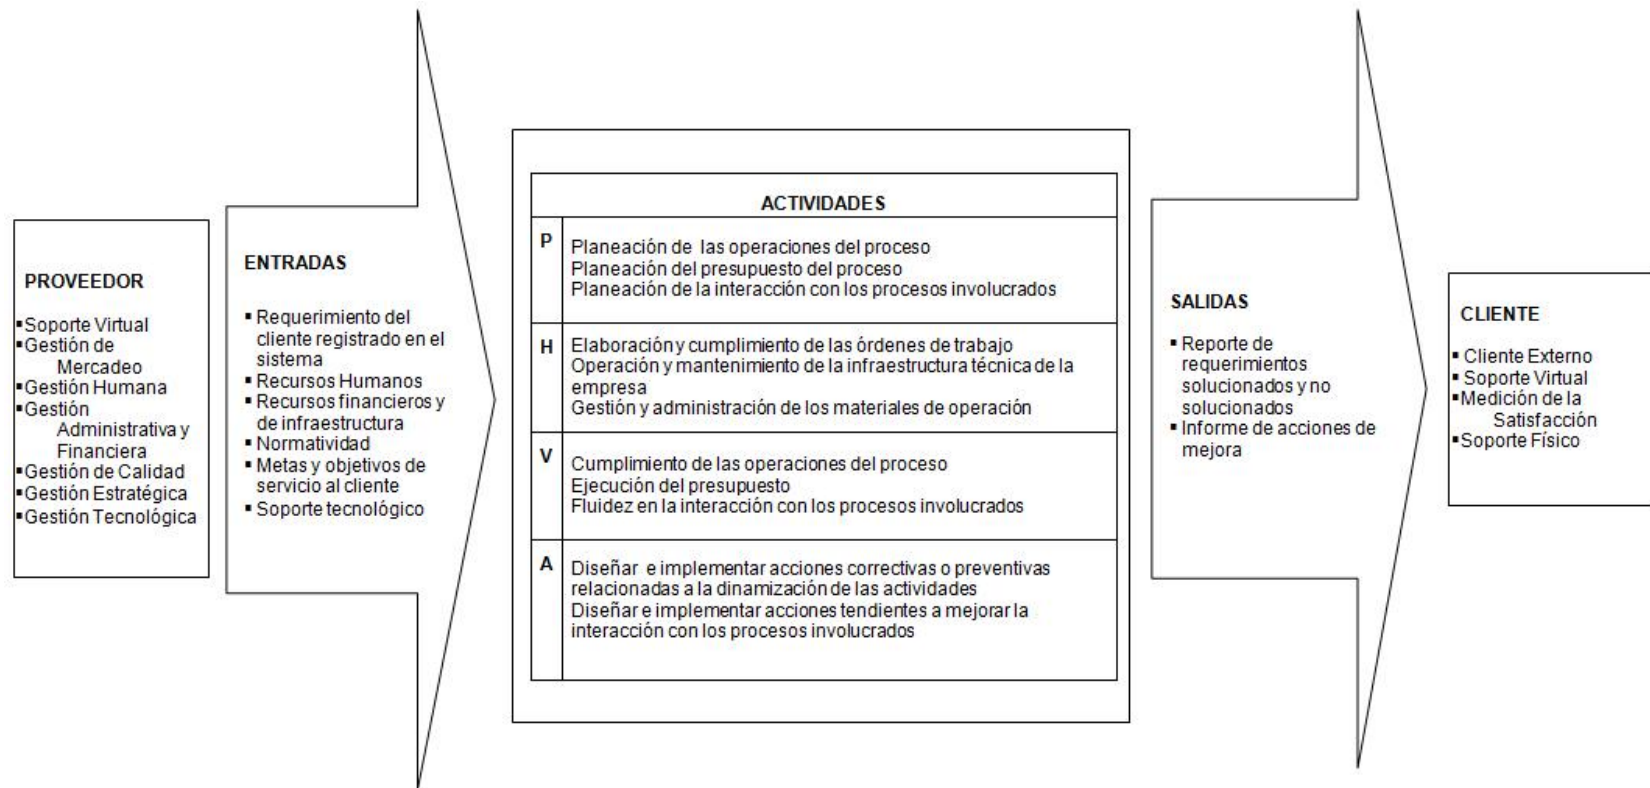 PROVEEDOR
▪Soporte Virtual
▪Gestión de
Mercadeo
▪Gestión Humana
▪Gestión
Administrativa y
Financiera
▪Gestión de Calidad
▪Gestión Estratégica
▪Gestión Tecnológica
ENTRADAS
▪ Requerimiento del
cliente registrado en el
sistema
▪ Recursos Humanos
▪ Recursos financieros y
de infraestructura
▪ Normatividad
▪ Metas y objetivos de
servicio al cliente
▪ Soporte tecnológico
ACTIVIDADES
P
Planeación de las operaciones del proceso
Planeación del presupuesto del proceso
Planeación de la interacción con los procesos involucrados
H
Elaboración y cumplimiento de las órdenes de trabajo
Operación y mantenimiento de la infraestructura técnica de la
empresa
Gestión y administración de los materiales de operación
V
Cumplimiento de las operaciones del proceso
Ejecución del presupuesto
Fluidez en la interacción con los procesos involucrados
A
Diseñar e implementar acciones correctivas o preventivas
relacionadas a la dinamización de las actividades
Diseñar e implementar acciones tendientes a mejorar la
interacción con los procesos involucrados
SALIDAS
▪ Reporte de
requerimientos
solucionados y no
solucionados
▪ Informe de acciones de
mejora
CLIENTE
▪ Cliente Externo
▪ Soporte Virtual
▪ Medición de la
Satisfacción
▪Soporte Físico